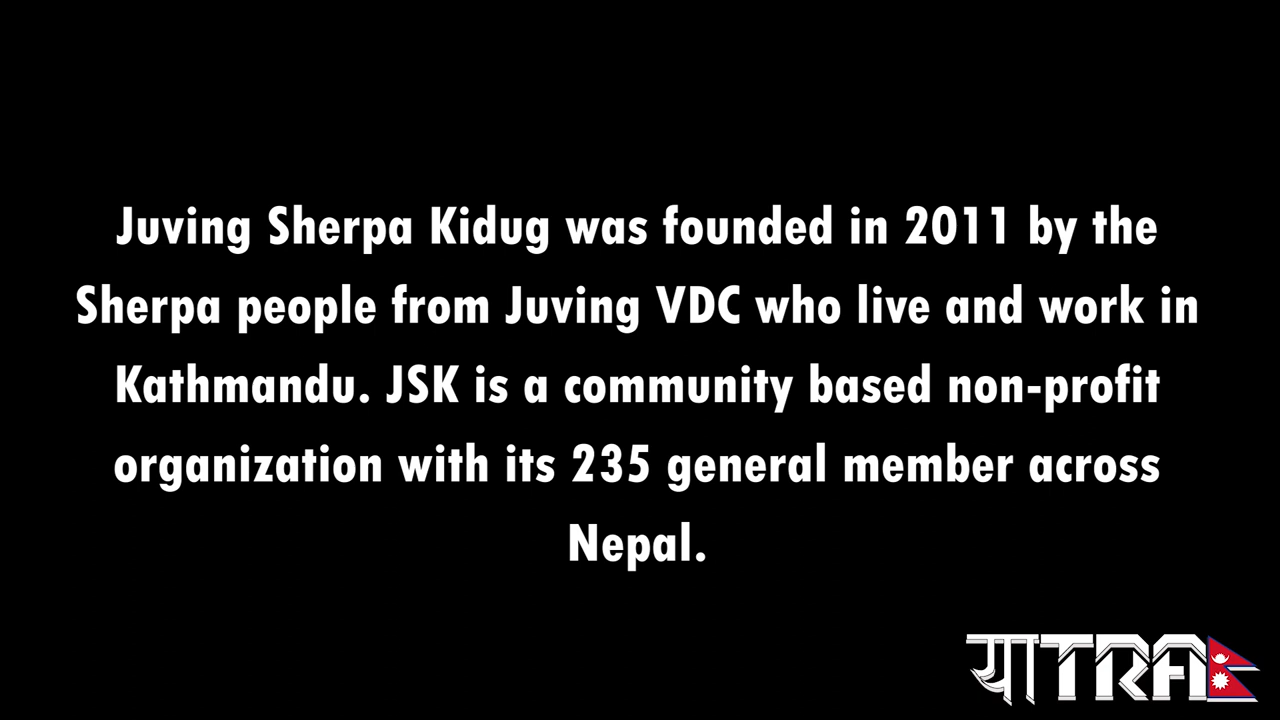 Juving Sherpa Kidug was founded in 2011 by the
Sherpa people from Juving VDC who live and work in
Kathmandu. JSK is a community based non-profit
organization with its 235 general member across
Nepal.
याTRA